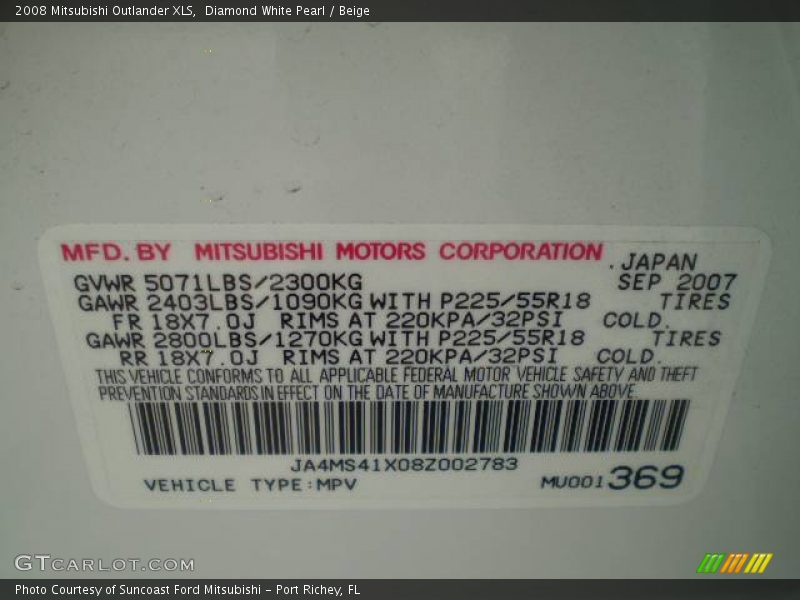 2008 Mitsubishi Outlander XLS,  Diamond White Pearl / Beige
MFD. BY MITSUBISHI MOTORS CORPORATION . JAPAN
GVWR 5071LBS/2300KG SEP 2007
GAWR 2403LBS/1090KG WITH P225/55R18 TIRES
FR 18X7.0J RIMS AT 220KPA/32PSI COLD.
GAWR 2800LBS/1270KG WITH P225/55R18 TIRES
RR 18X7.0J RIMS AT 220KPA/32PSI COLD.
THIS VEHICLE CONFORMS TO ALL APPLICABLE FEDERAL MOTOR VEHICLE SAFETY AND THEFT
PREVENTION STANDARDS IN EFFECT ON THE DATE OF MANUFACTURE SHOWN ABOVE.
JA4MS41X08Z002783
VEHICLE TYPE:MPV MU001369
GTCARLOT.COM
Photo Courtesy of Suncoast Ford Mitsubishi - Port Richey, FL